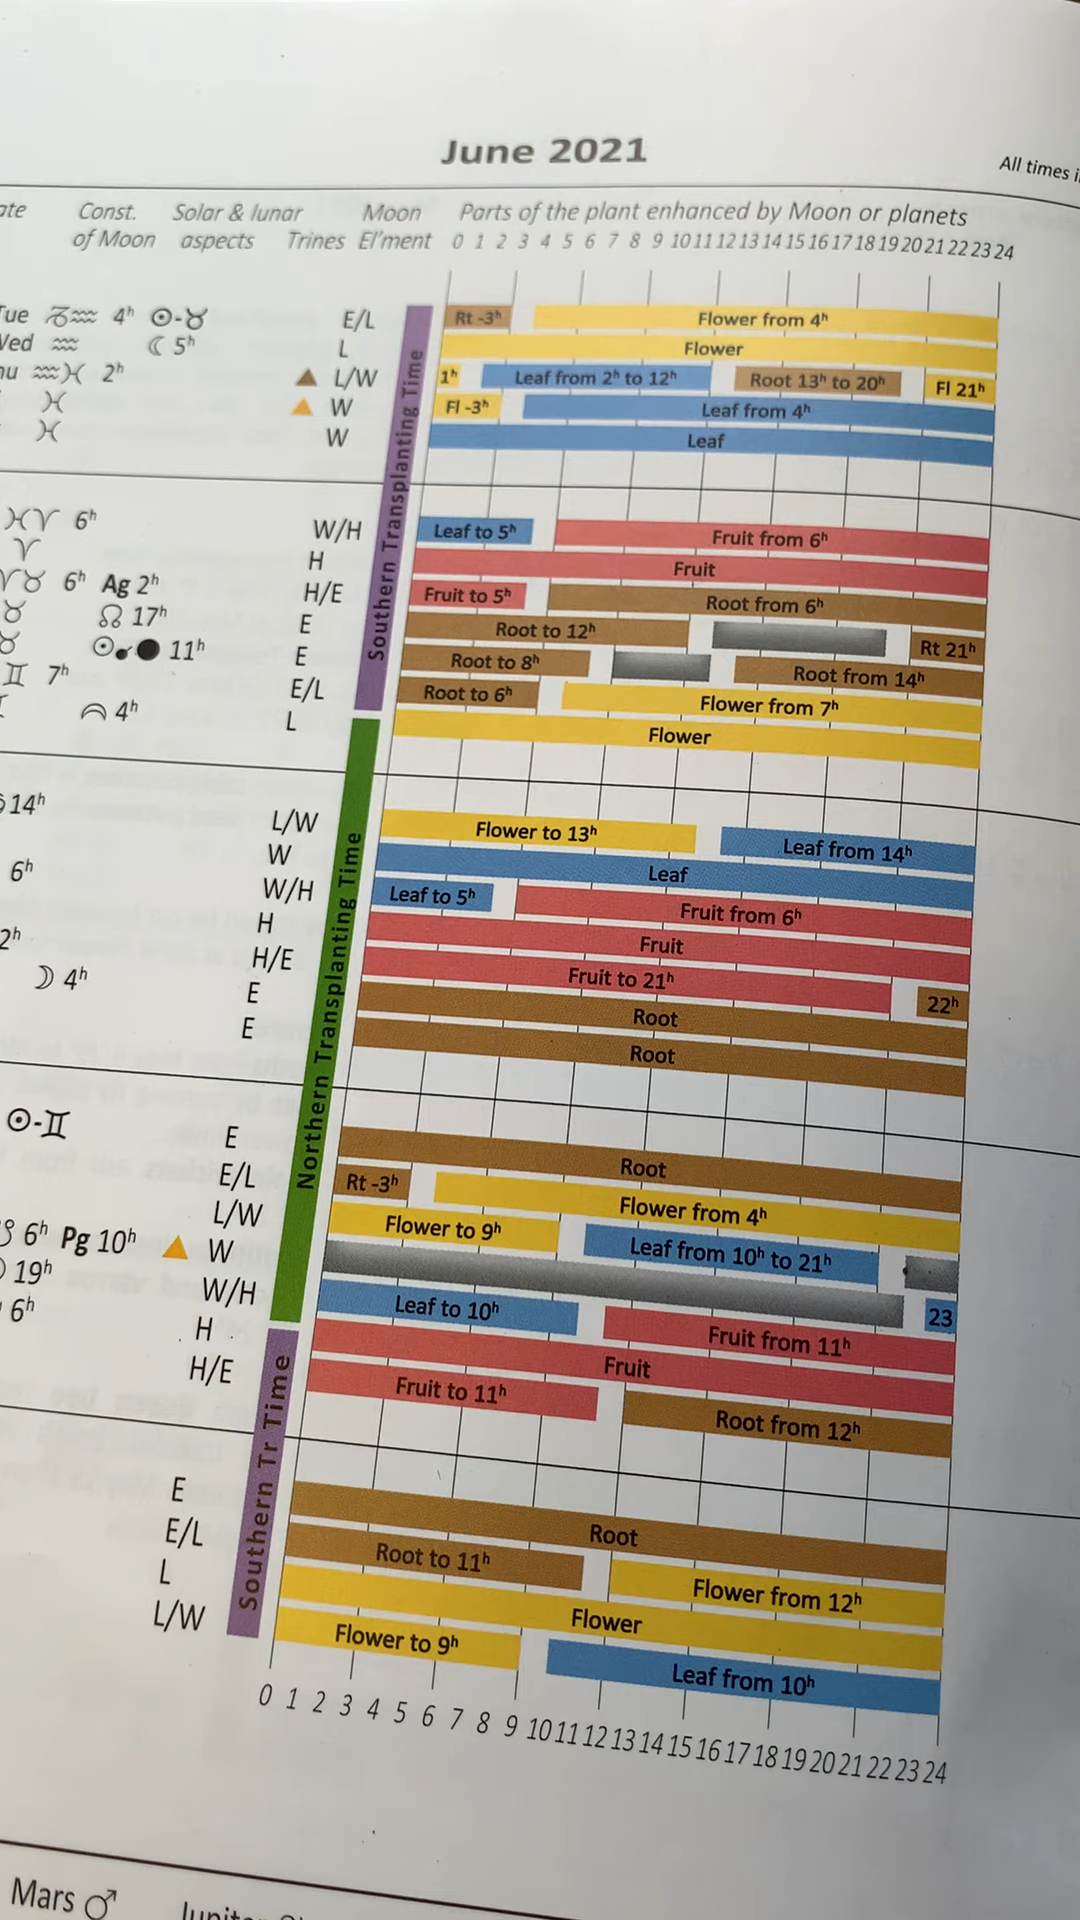 June 2021
All times i
ate Const. Solar & lunar Moon Parts of the plant enhanced by Moon or planets
of Moon aspects Trines El'ment 0 1 2 3 4 5 6 7 8 9 10 11 12 13 14 15 16 17 18 19 20 21 22 23 24
Tue ♑♒ 4h ☉-♉ E/L Rt -3h Flower from 4h
Wed ♒ ☾ 5h L Flower
hu ♒♓ 2h ▲ L/W 1h Leaf from 2h to 12h Root 13h to 20h Fl 21h
♓ ▲ W Fl -3h Leaf from 4h
♓ W Leaf
Southern Transplanting Time
♓♈ 6h W/H Leaf to 5h Fruit from 6h
♈ H Fruit
♈♉ 6h Ag 2h H/E Fruit to 5h Root from 6h
♉ ☊ 17h E Root to 12h Rt 21h
♉ ☉☌● 11h E Root to 8h Root from 14h
♊ 7h E/L Root to 6h Flower from 7h
4h L Flower
Northern Transplanting Time
14h L/W Flower to 13h Leaf from 14h
W Leaf
6h W/H Leaf to 5h Fruit from 6h
H Fruit
2h H/E Fruit to 21h 22h
☽ 4h E Root
E Root
☉-♊ E Root
E/L Rt -3h Flower from 4h
L/W Flower to 9h Leaf from 10h to 21h
6h Pg 10h ▲ W 23
19h W/H Leaf to 10h Fruit from 11h
6h H Fruit
H/E Fruit to 11h Root from 12h
Southern Tr Time
E Root
E/L Root to 11h Flower from 12h
L Flower
L/W Flower to 9h Leaf from 10h
0 1 2 3 4 5 6 7 8 9 10 11 12 13 14 15 16 17 18 19 20 21 22 23 24
Mars ♂